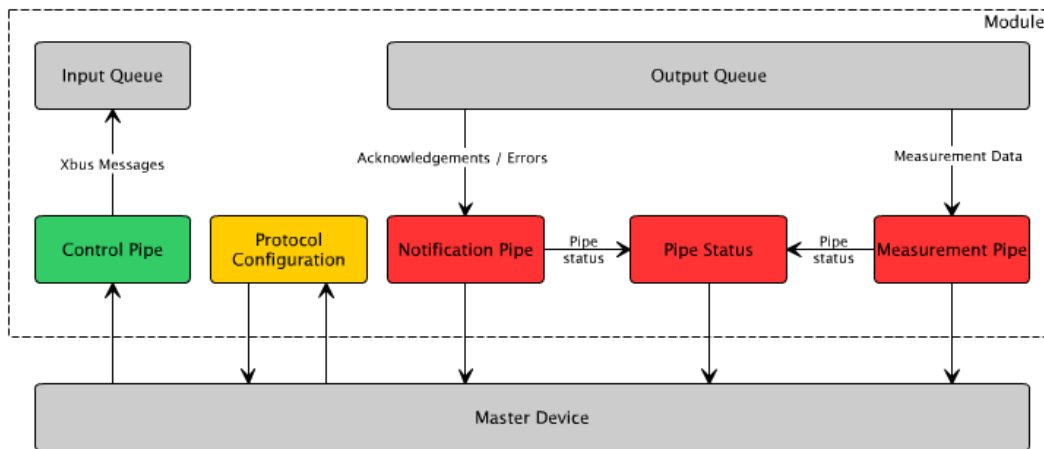 Module
Input Queue
Output Queue
Xbus Messages
Acknowledgements / Errors
Measurement Data
Control Pipe
Protocol
Configuration
Notification Pipe
Pipe
status
Pipe Status
Pipe
status
Measurement Pipe
Master Device